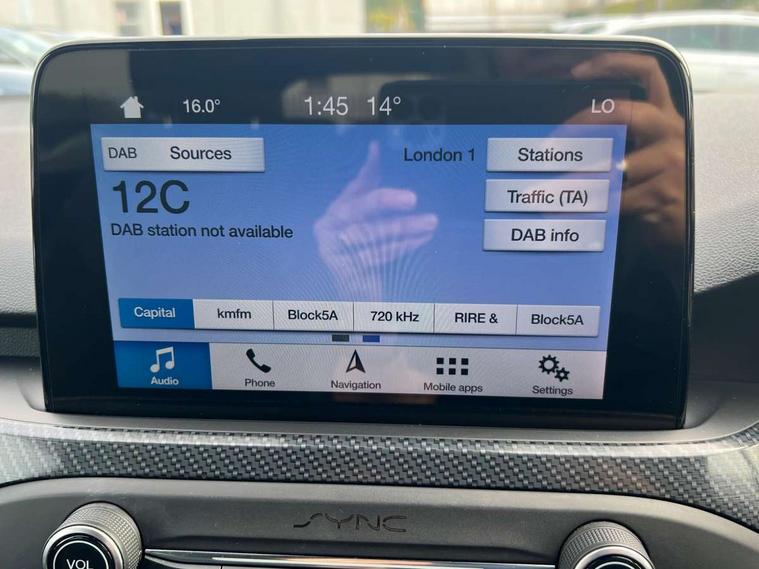 16.0° 1:45 14° LO
DAB Sources London 1 Stations
12C Traffic (TA)
DAB station not available DAB info
Capital kmfm Block5A 720 kHz RIRE & Block5A
Audio Phone Navigation Mobile apps Settings
SYNC
VOL